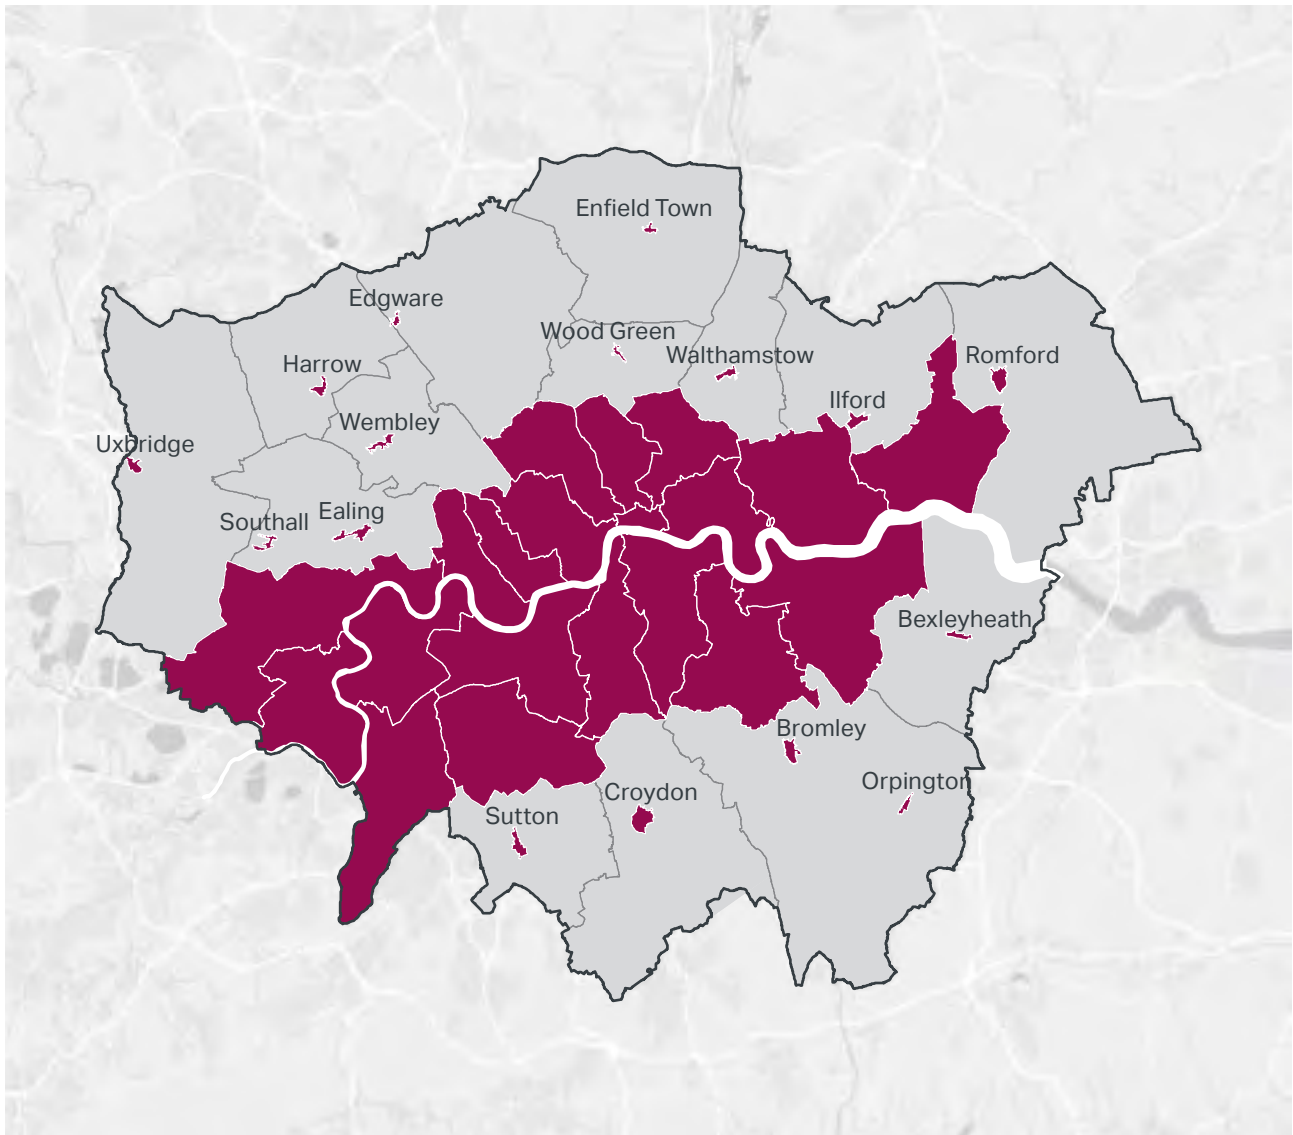 Enfield Town
Edgware
Wood Green
Walthamstow
Romford
Harrow
Ilford
Wembley
Uxbridge
Ealing
Southall
Bexleyheath
Bromley
Orpington
Croydon
Sutton